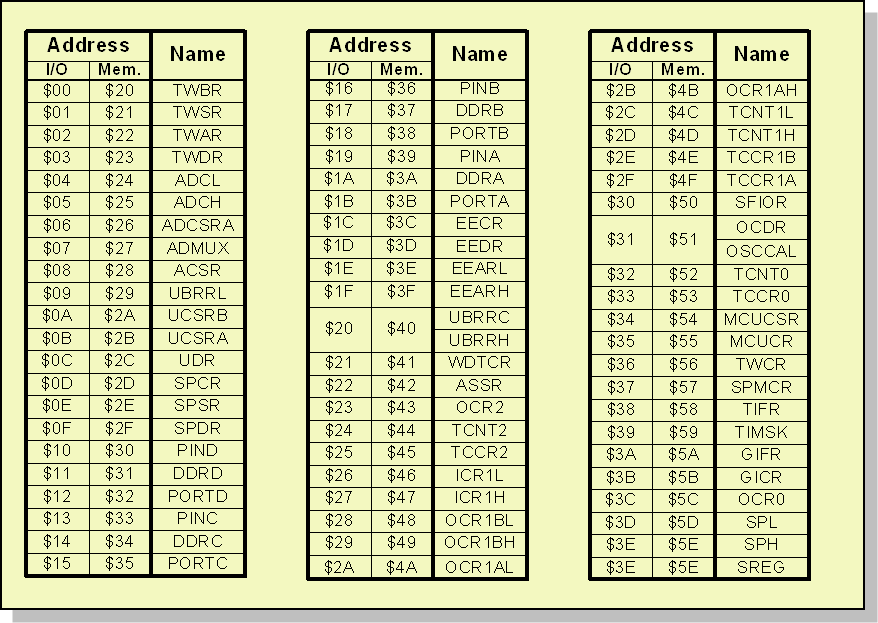 Address Name
I/O Mem.
$00 $20 TWBR
$01 $21 TWSR
$02 $22 TWAR
$03 $23 TWDR
$04 $24 ADCL
$05 $25 ADCH
$06 $26 ADCSRA
$07 $27 ADMUX
$08 $28 ACSR
$09 $29 UBRRL
$0A $2A UCSRB
$0B $2B UCSRA
$0C $2C UDR
$0D $2D SPCR
$0E $2E SPSR
$0F $2F SPDR
$10 $30 PIND
$11 $31 DDRD
$12 $32 PORTD
$13 $33 PINC
$14 $34 DDRC
$15 $35 PORTC
Address Name
I/O Mem.
$16 $36 PINB
$17 $37 DDRB
$18 $38 PORTB
$19 $39 PINA
$1A $3A DDRA
$1B $3B PORTA
$1C $3C EECR
$1D $3D EEDR
$1E $3E EEARL
$1F $3F EEARH
$20 $40 UBRRC
UBRRH
$21 $41 WDTCR
$22 $42 ASSR
$23 $43 OCR2
$24 $44 TCNT2
$25 $45 TCCR2
$26 $46 ICR1L
$27 $47 ICR1H
$28 $48 OCR1BL
$29 $49 OCR1BH
$2A $4A OCR1AL
Address Name
I/O Mem.
$2B $4B OCR1AH
$2C $4C TCNT1L
$2D $4D TCNT1H
$2E $4E TCCR1B
$2F $4F TCCR1A
$30 $50 SFIOR
$31 $51 OCDR
OSCCAL
$32 $52 TCNT0
$33 $53 TCCR0
$34 $54 MCUCSR
$35 $55 MCUCR
$36 $56 TWCR
$37 $57 SPMCR
$38 $58 TIFR
$39 $59 TIMSK
$3A $5A GIFR
$3B $5B GICR
$3C $5C OCR0
$3D $5D SPL
$3E $5E SPH
$3E $5E SREG